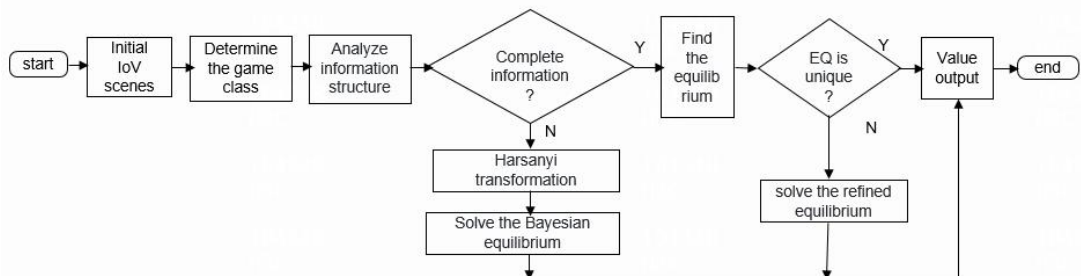 start
Initial
IoV
scenes
Determine
the game
class
Analyze
information
structure
Complete
information
?
Y
N
Find
the
equilib
rium
EQ is
unique
?
Y
N
Value
output
end
Harsanyi
transformation
Solve the Bayesian
equilibrium
solve the refined
equilibrium